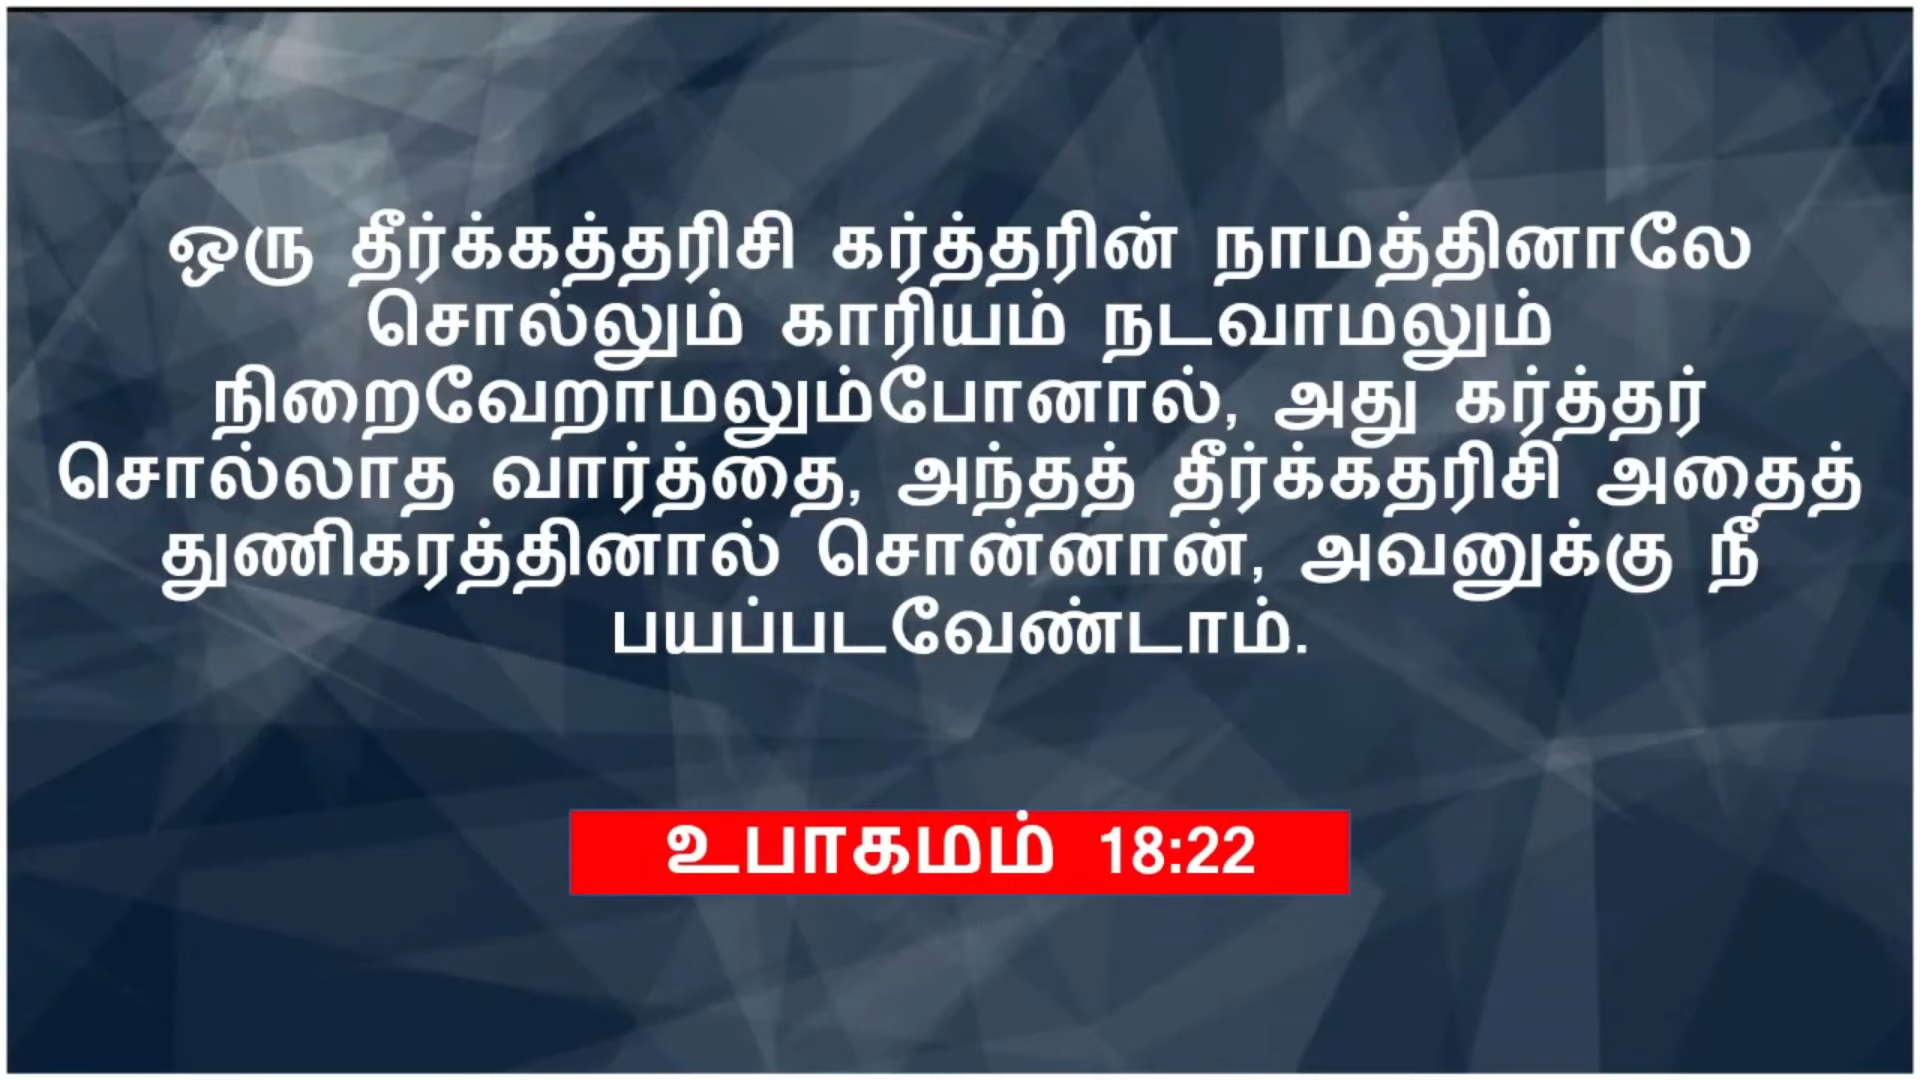 ஒரு தீர்க்கத்தரிசி கர்த்தரின் நாமத்தினாலே
சொல்லும் காரியம் நடவாமலும்
நிறைவேறாமலும்போனால், அது கர்த்தர்
சொல்லாத வார்த்தை, அந்தத் தீர்க்கதரிசி அதைத்
துணிகரத்தினால் சொன்னான், அவனுக்கு நீ
பயப்படவேண்டாம்.
உபாகமம் 18:22